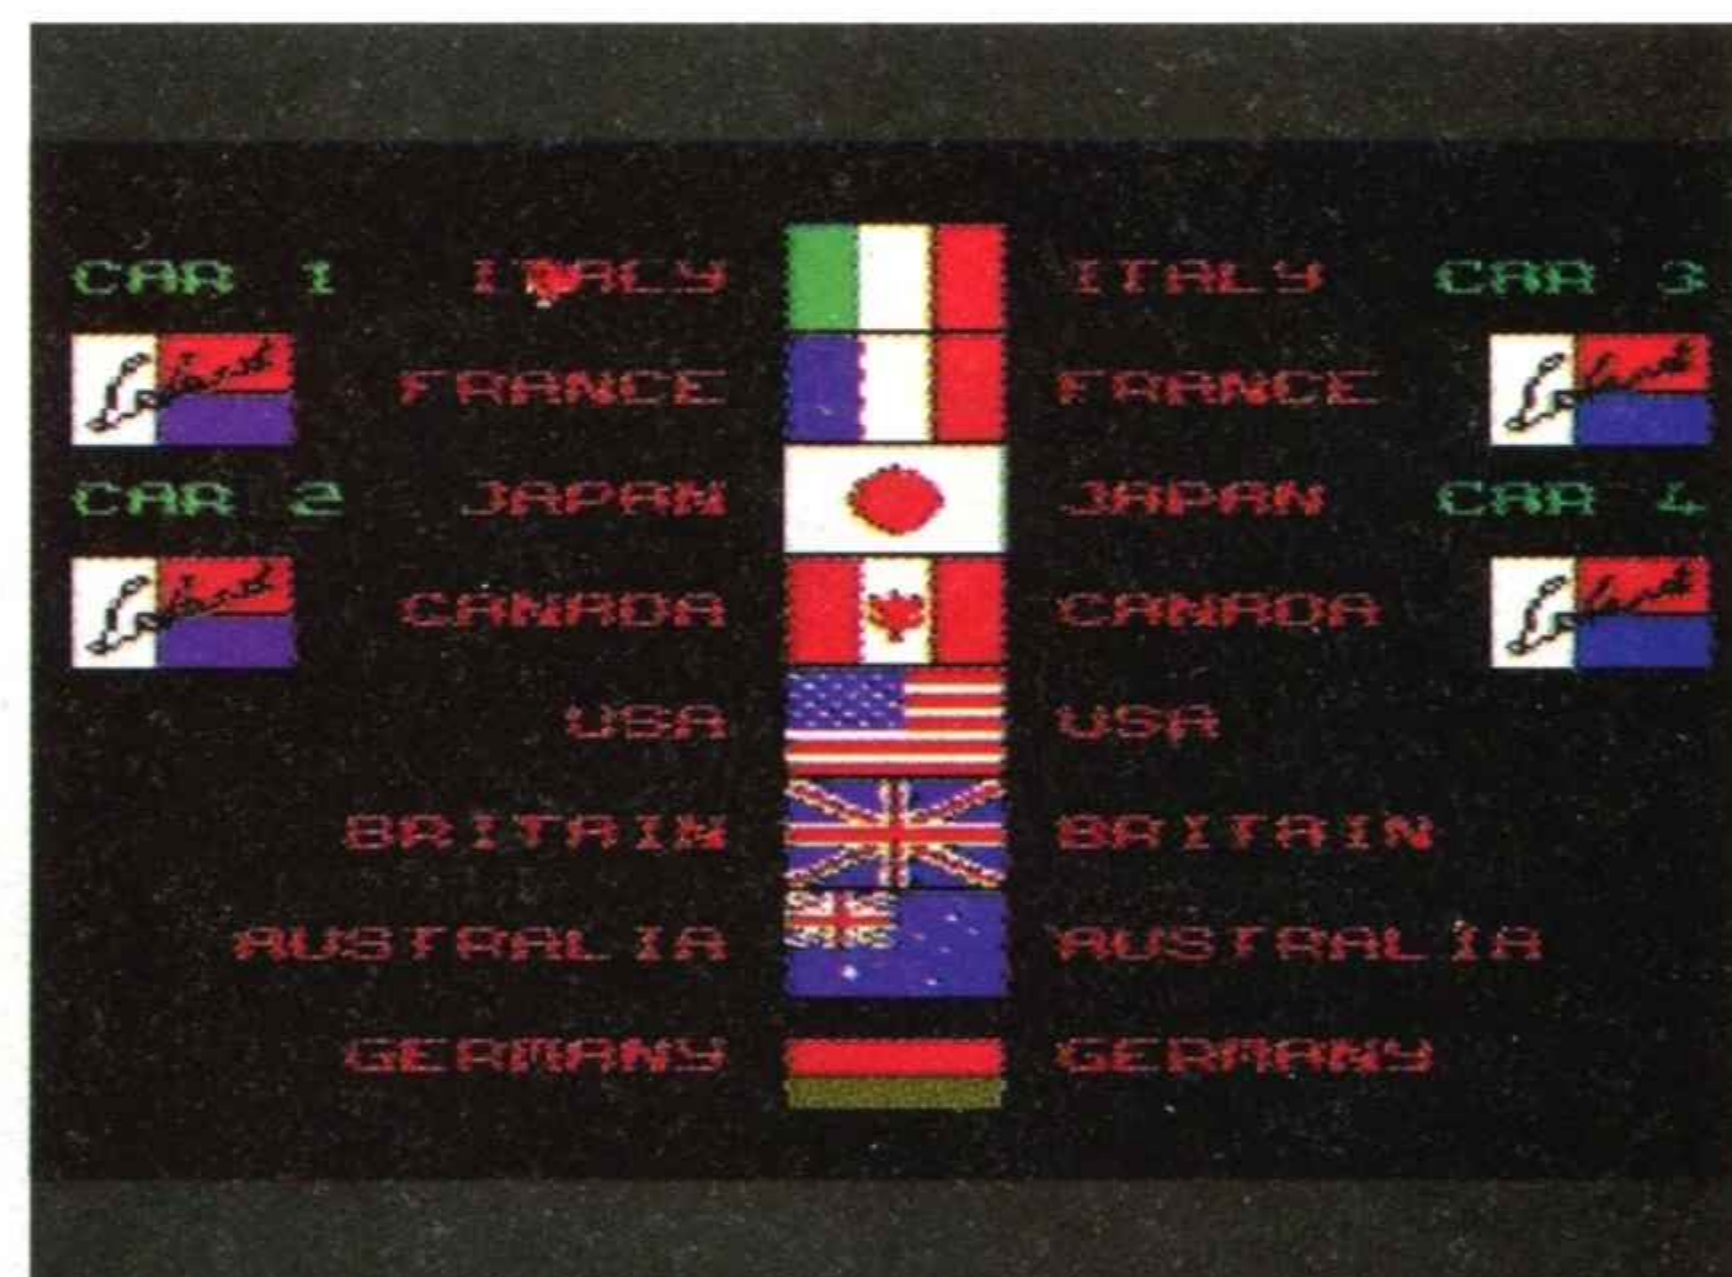 CAR 1 ITALY ITALY CAR 3
FRANCE FRANCE
CAR 2 JAPAN JAPAN CAR 4
CANADA CANADA
USA USA
BRITAIN BRITAIN
AUSTRALIA AUSTRALIA
GERMANY GERMANY